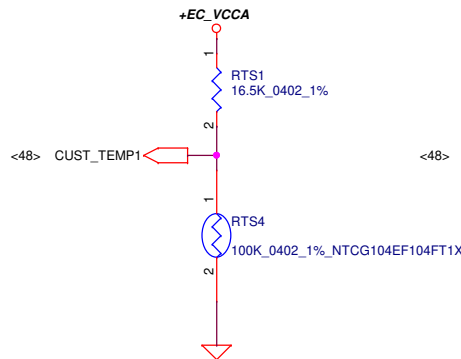 +EC_VCCA
1
RTS1
16.5K_0402_1%
2
<48> CUST_TEMP1 <48>
1
RTS4
100K_0402_1%_NTCG104EF104FT1X
2